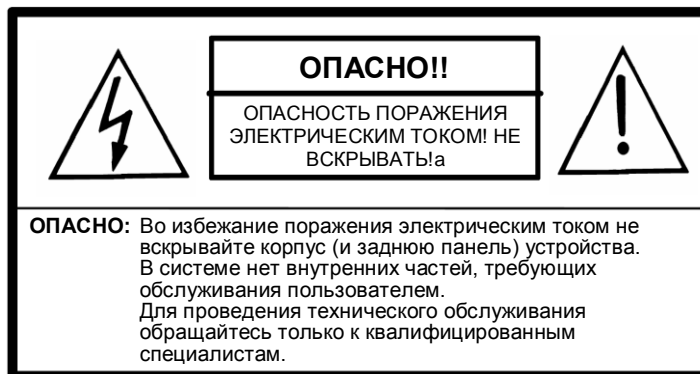 ОПАСНО!!
ОПАСНОСТЬ ПОРАЖЕНИЯ
ЭЛЕКТРИЧЕСКИМ ТОКОМ! НЕ
ВСКРЫВАТЬ!а
ОПАСНО: Во избежание поражения электрическим током не
вскрывайте корпус (и заднюю панель) устройства.
В системе нет внутренних частей, требующих
обслуживания пользователем.
Для проведения технического обслуживания
обращайтесь только к квалифицированным
специалистам.